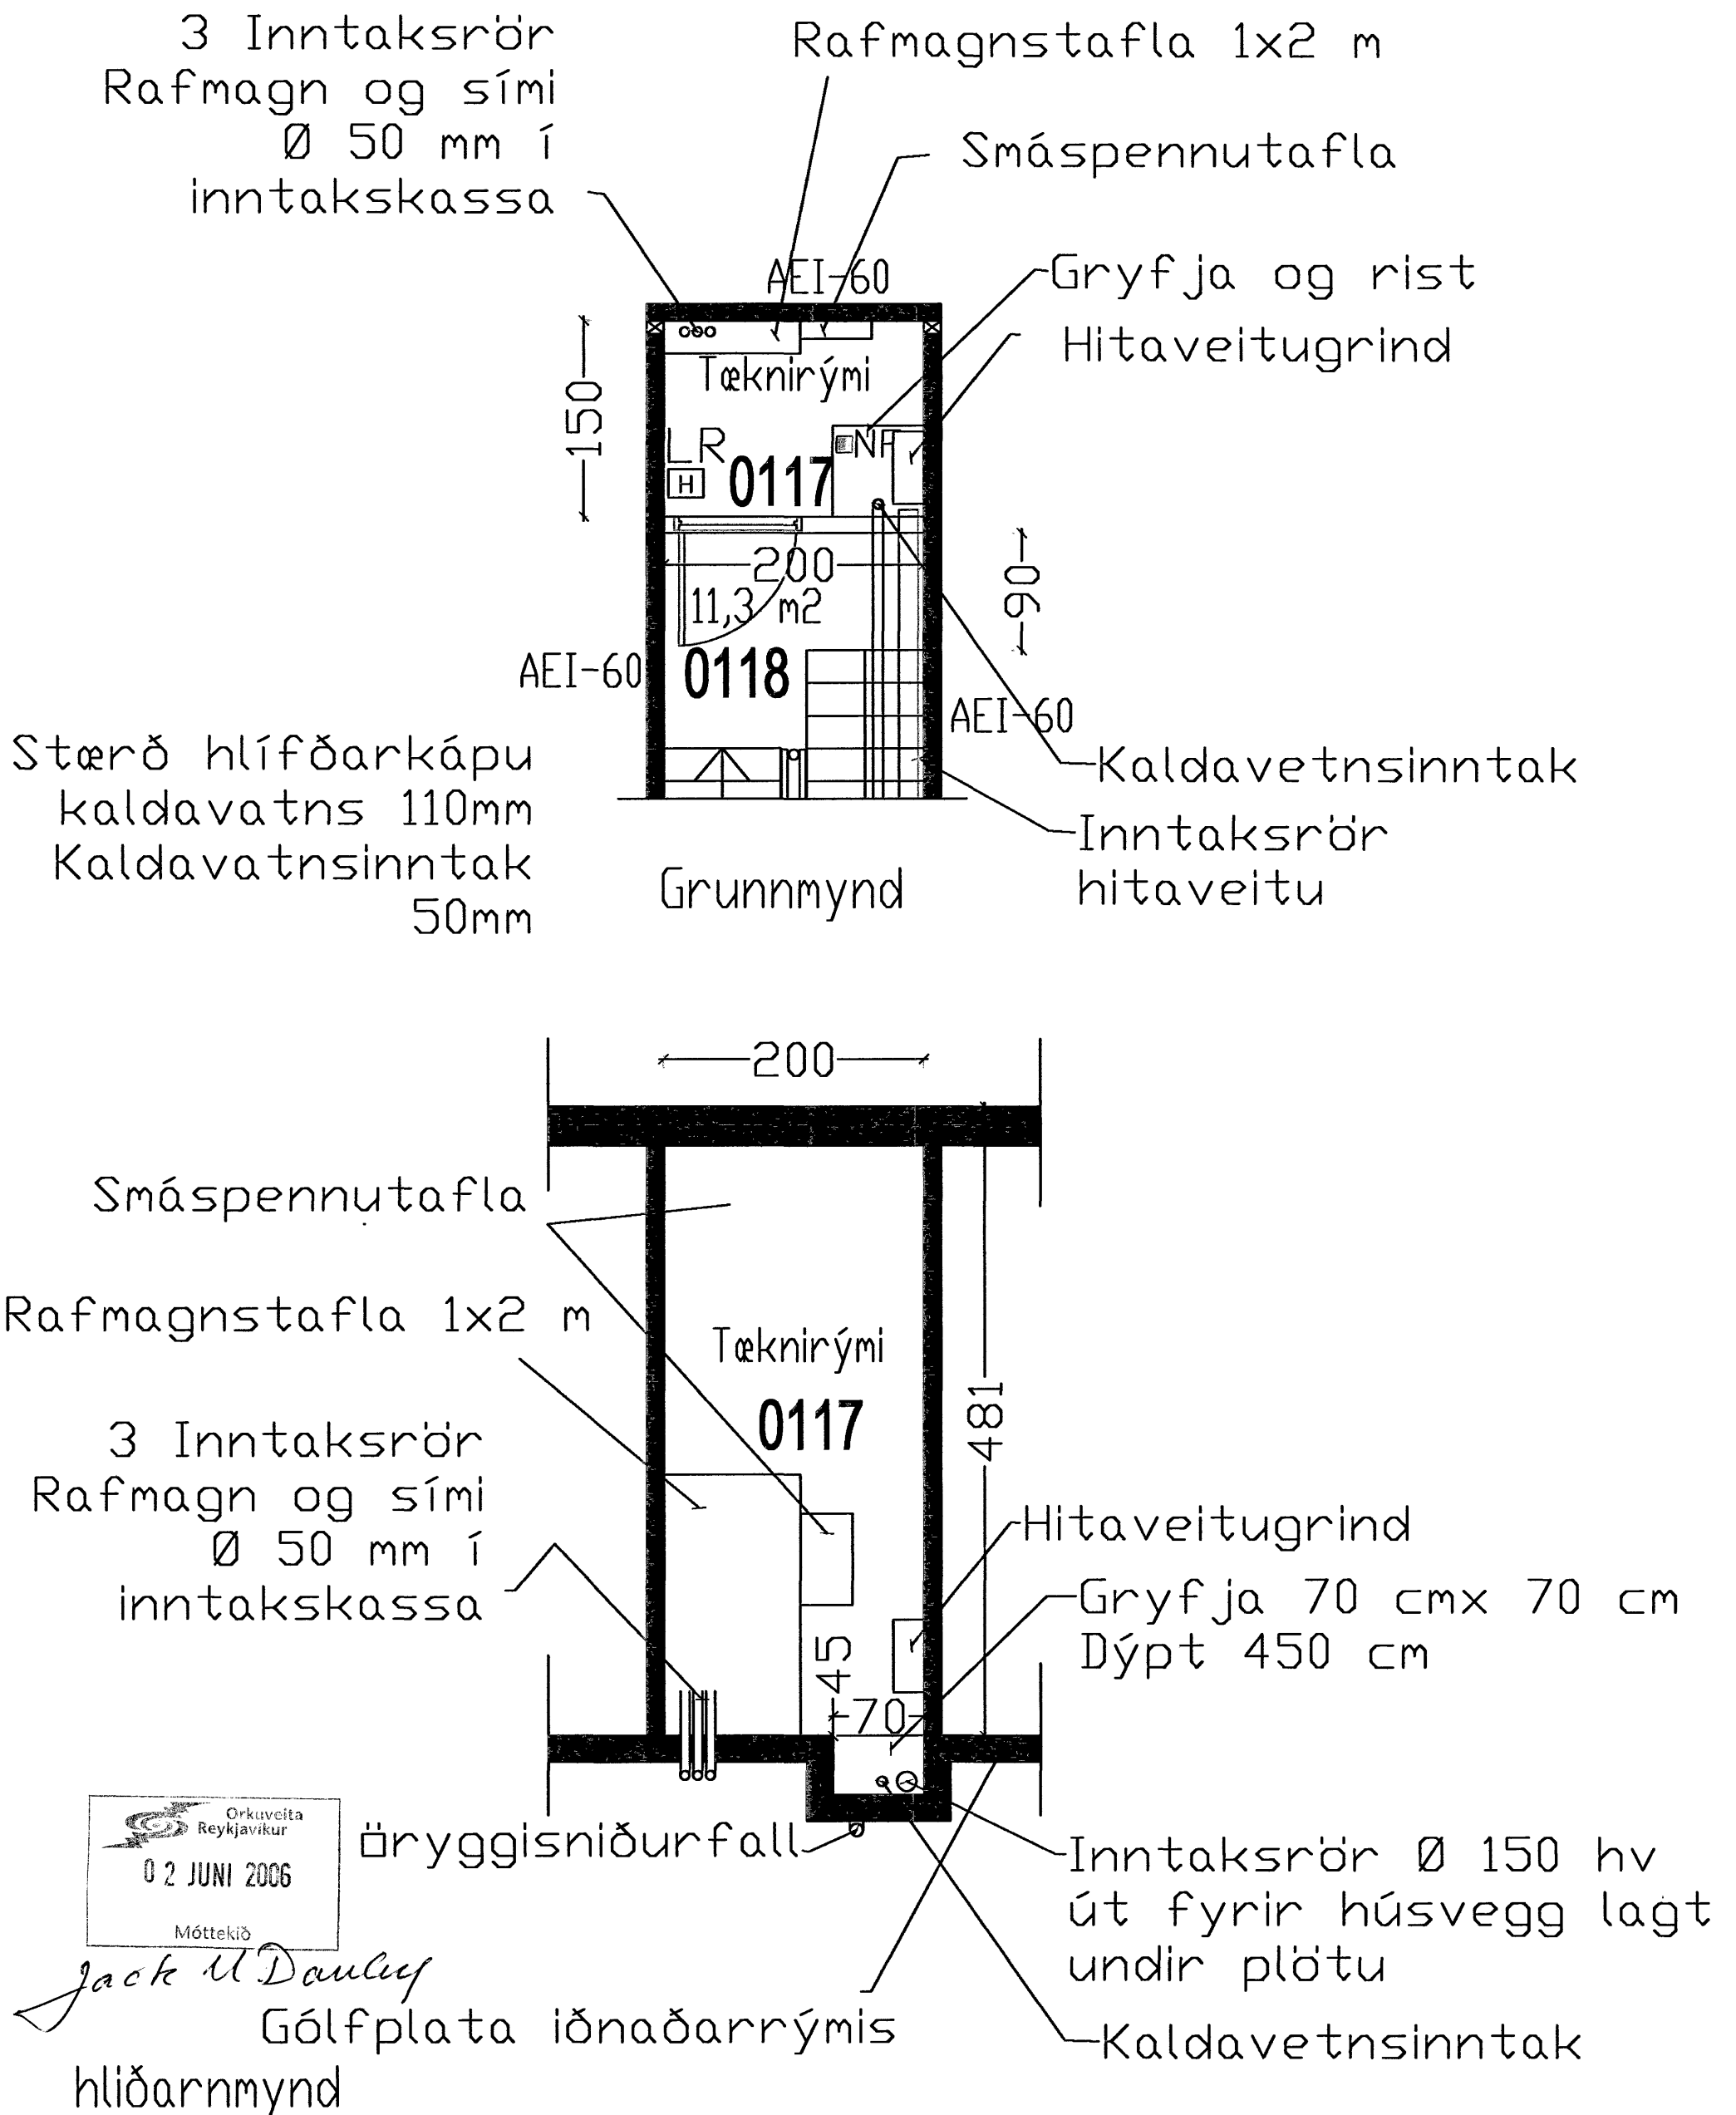 3 Inntaksrör
Rafmagn og sími
Ø 50 mm í
inntakskassa
Rafmagnstafla 1x2 m
Smáspennutafla
AEI-60
Gryfja og rist
Hitaveitugrind
150
Tæknirými
LR
NF
H
0117
200
90
11,3 m2
AEI-60
0118
AEI-60
Stærð hlífðarkápu
kaldavatns 110mm
Kaldavatnsinntak
50mm
Kaldavetnsinntak
Inntaksrör
hitaveitu
Grunnmynd
200
Smáspennutafla
Rafmagnstafla 1x2 m
Tæknirými
0117
481
3 Inntaksrör
Rafmagn og sími
Ø 50 mm í
inntakskassa
Hitaveitugrind
Gryfja 70 cmx 70 cm
Dýpt 450 cm
45
70
Orkuveita
Reykjavíkur
02 JUNI 2006
Móttekið
öryggisniðurfall
Inntaksrör Ø 150 hv
út fyrir húsvegg lagt
undir plötu
Gólfplata iðnaðarrýmis
Kaldavetnsinntak
hliðarnmynd